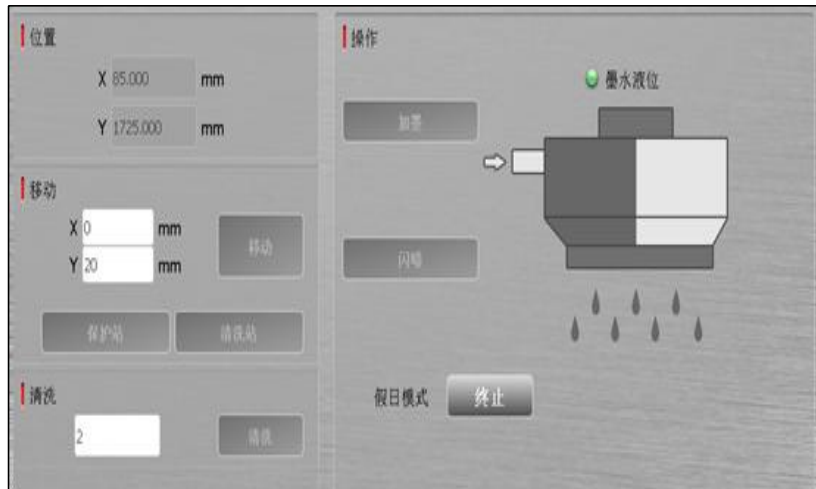 位置
X 85.000 mm
Y 1725.000 mm
移动
X 0 mm
Y 20 mm
移动
保护站 清洗站
清洗
2 清洗
操作
墨水液位
加墨
闪喷
假日模式 终止